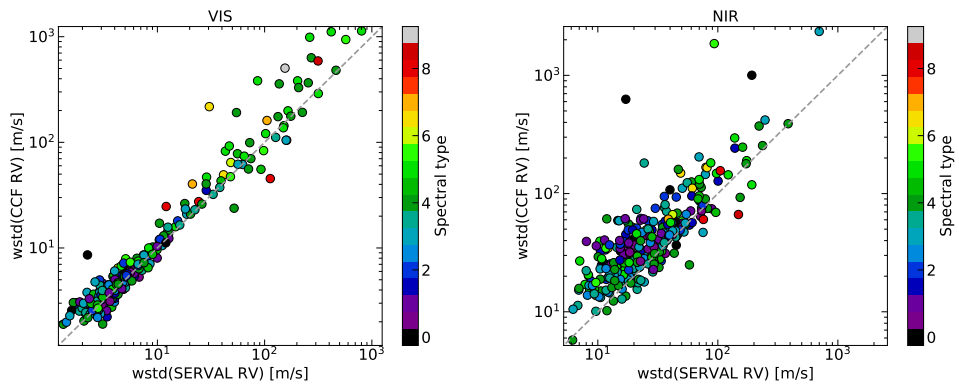 VIS
wstd(CCF RV) [m/s]
10³
10²
10¹
10¹ 10² 10³
wstd(SERVAL RV) [m/s]
8
6
4
2
0
Spectral type
NIR
wstd(CCF RV) [m/s]
10³
10²
10¹
10¹ 10² 10³
wstd(SERVAL RV) [m/s]
8
6
4
2
0
Spectral type